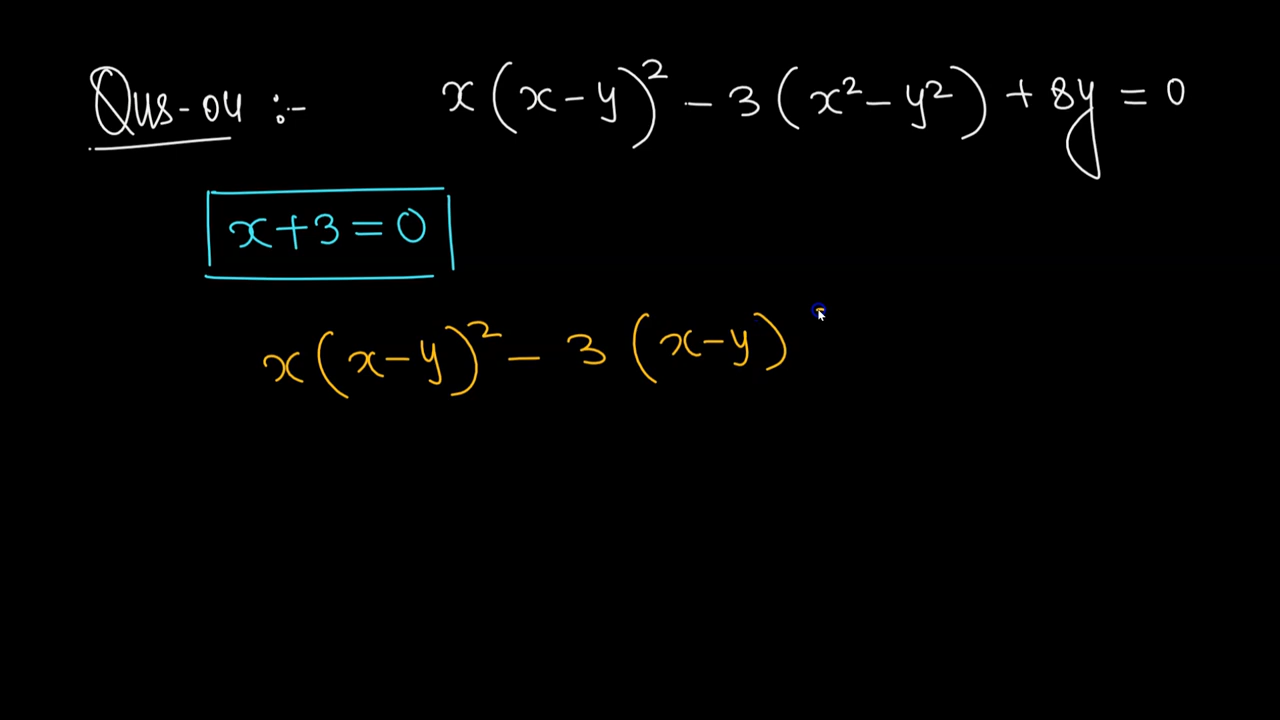 Qus-04 :- x(x-y)² - 3(x²-y²) + 8y = 0
x+3=0
x(x-y)² - 3(x-y)